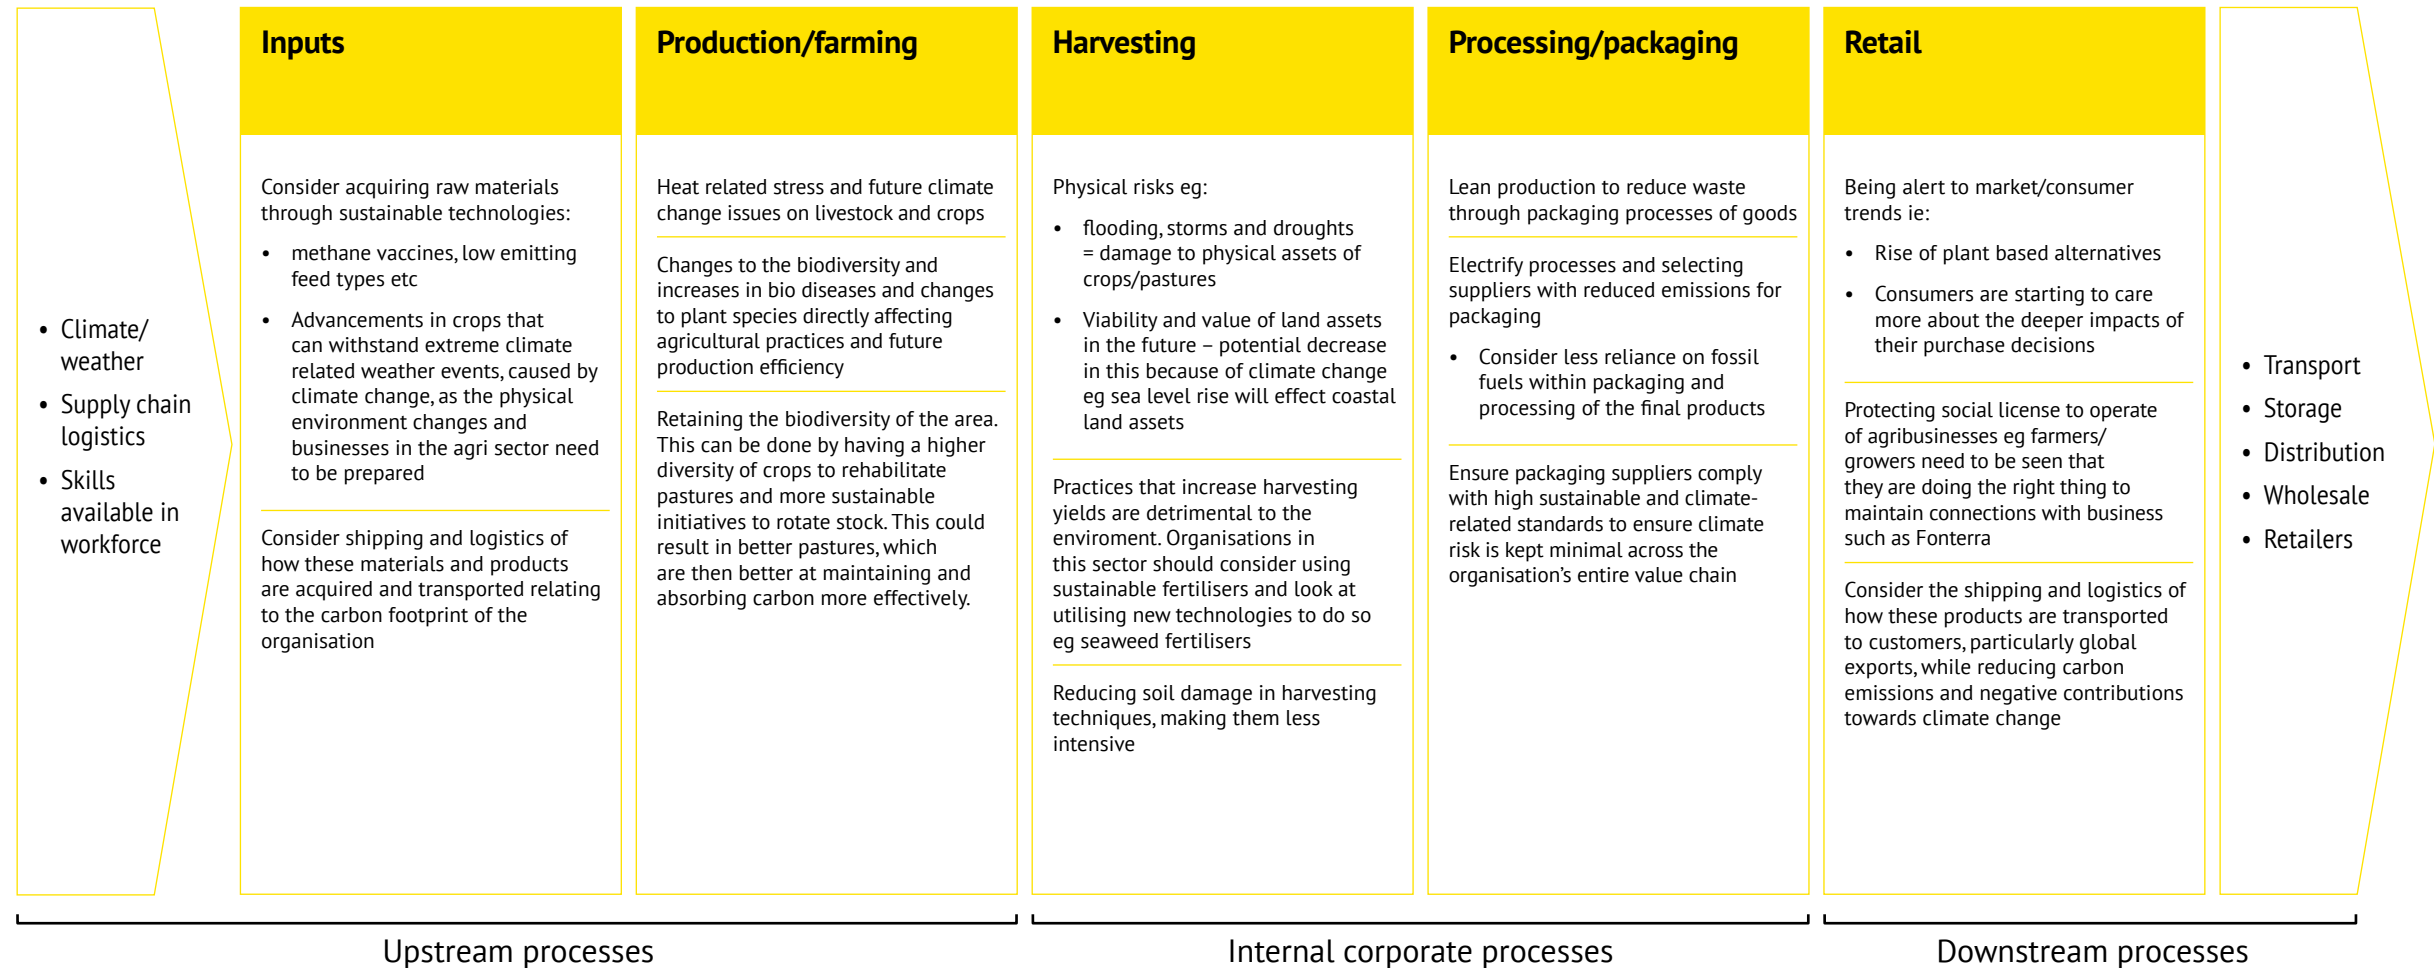 • Climate/
weather
• Supply chain
logistics
• Skills
available in
workforce
Inputs
Consider acquiring raw materials
through sustainable technologies:
• methane vaccines, low emitting
feed types etc
• Advancements in crops that
can withstand extreme climate
related weather events, caused by
climate change, as the physical
environment changes and
businesses in the agri sector need
to be prepared
Consider shipping and logistics of
how these materials and products
are acquired and transported relating
to the carbon footprint of the
organisation
Production/farming
Heat related stress and future climate
change issues on livestock and crops
Changes to the biodiversity and
increases in bio diseases and changes
to plant species directly affecting
agricultural practices and future
production efficiency
Retaining the biodiversity of the area.
This can be done by having a higher
diversity of crops to rehabilitate
pastures and more sustainable
initiatives to rotate stock. This could
result in better pastures, which
are then better at maintaining and
absorbing carbon more effectively.
Harvesting
Physical risks eg:
• flooding, storms and droughts
= damage to physical assets of
crops/pastures
• Viability and value of land assets
in the future – potential decrease
in this because of climate change
eg sea level rise will effect coastal
land assets
Practices that increase harvesting
yields are detrimental to the
enviroment. Organisations in
this sector should consider using
sustainable fertilisers and look at
utilising new technologies to do so
eg seaweed fertilisers
Reducing soil damage in harvesting
techniques, making them less
intensive
Processing/packaging
Lean production to reduce waste
through packaging processes of goods
Electrify processes and selecting
suppliers with reduced emissions for
packaging
• Consider less reliance on fossil
fuels within packaging and
processing of the final products
Ensure packaging suppliers comply
with high sustainable and climate-
related standards to ensure climate
risk is kept minimal across the
organisation’s entire value chain
Retail
Being alert to market/consumer
trends ie:
• Rise of plant based alternatives
• Consumers are starting to care
more about the deeper impacts of
their purchase decisions
Protecting social license to operate
of agribusinesses eg farmers/
growers need to be seen that
they are doing the right thing to
maintain connections with business
such as Fonterra
Consider the shipping and logistics of
how these products are transported
to customers, particularly global
exports, while reducing carbon
emissions and negative contributions
towards climate change
• Transport
• Storage
• Distribution
• Wholesale
• Retailers
Upstream processes
Internal corporate processes
Downstream processes